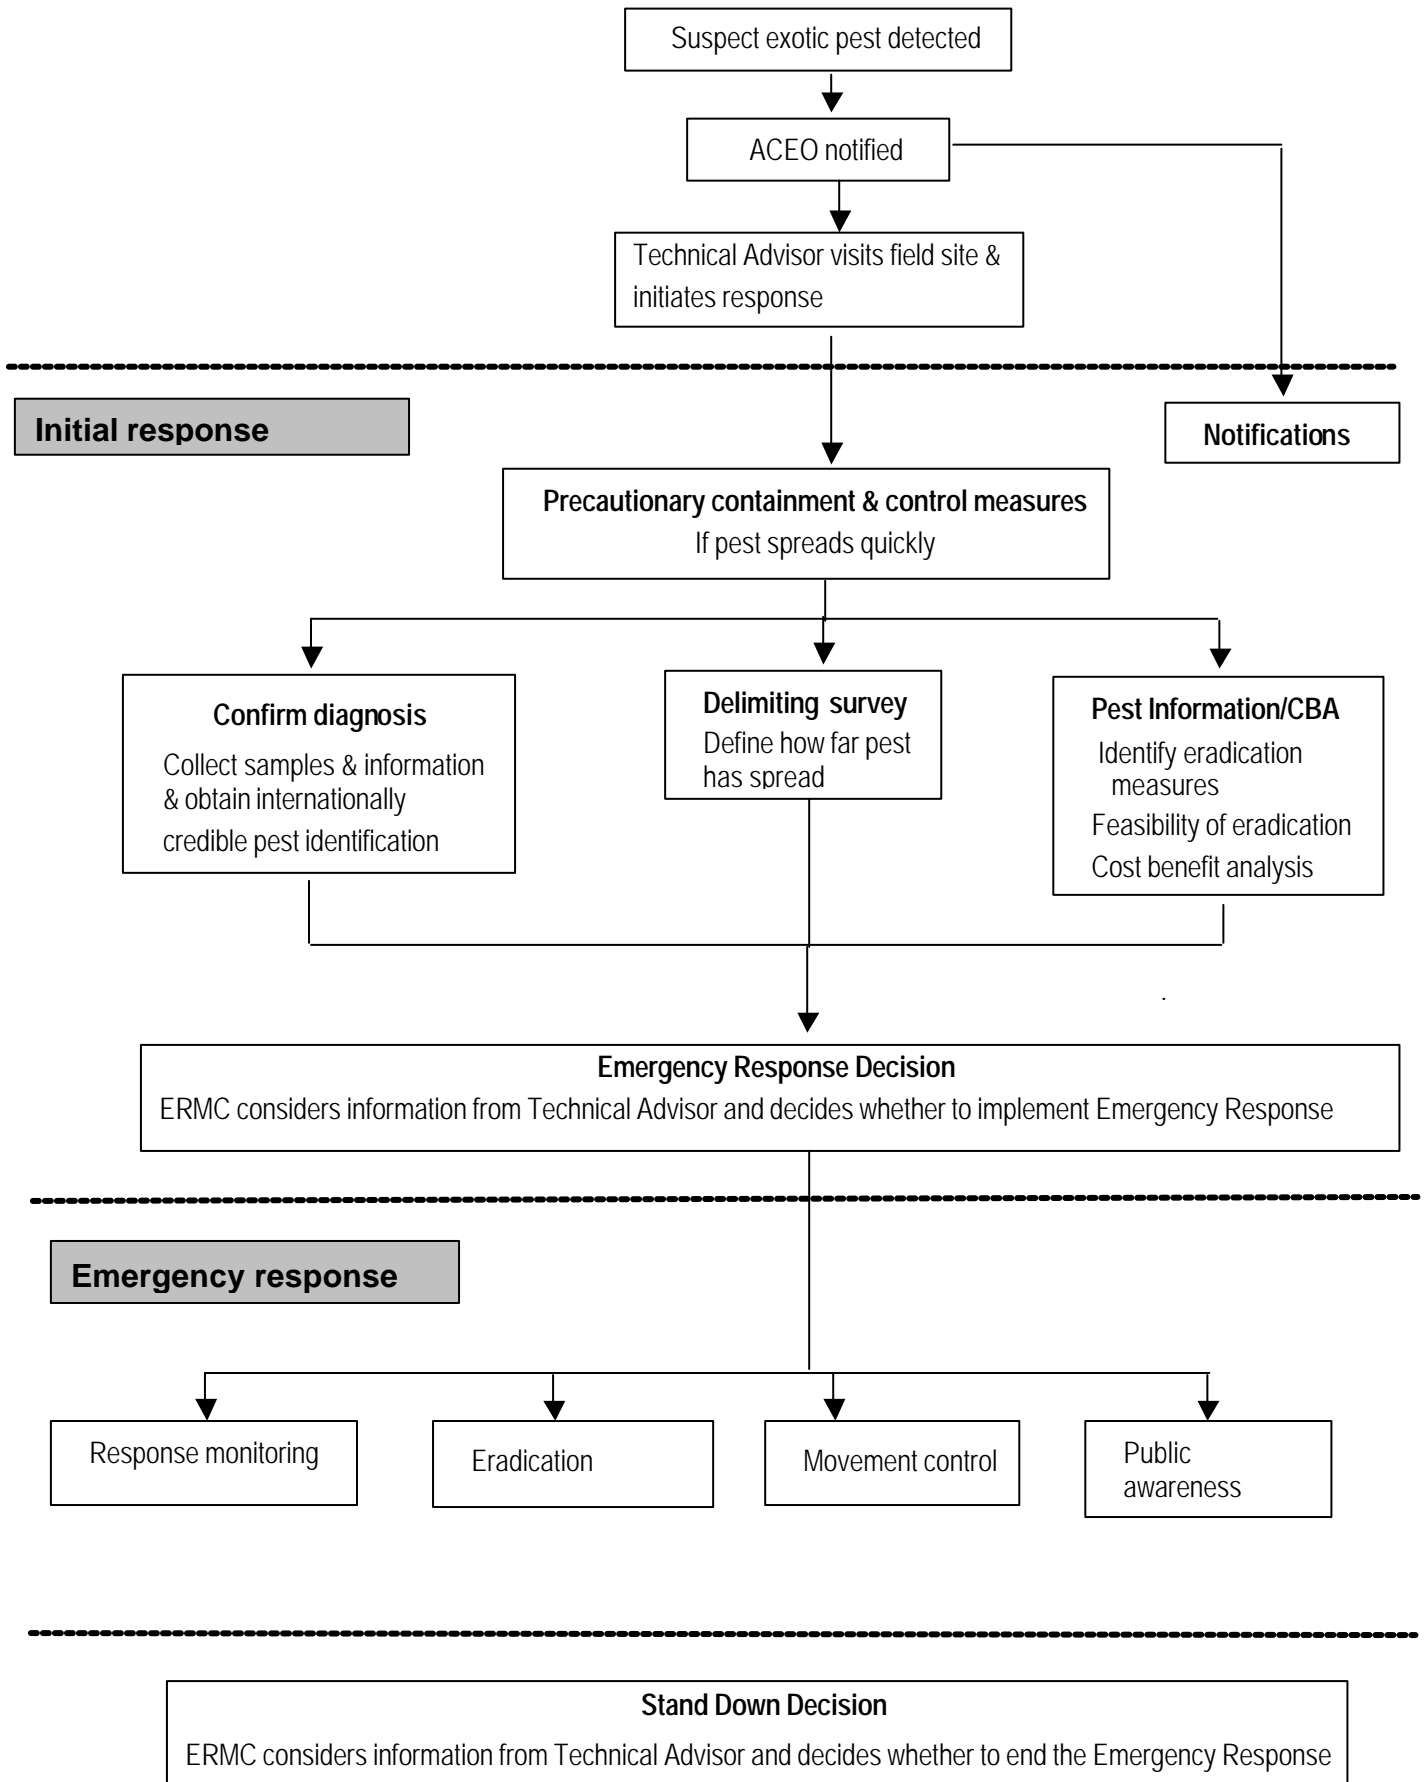 Suspect exotic pest detected
ACEO notified
Technical Advisor visits field site &
initiates response
Initial response
Notifications
Precautionary containment & control measures
If pest spreads quickly
Confirm diagnosis
Collect samples & information
& obtain internationally
credible pest identification
Delimiting survey
Define how far pest
has spread
Pest Information/CBA
Identify eradication
measures
Feasibility of eradication
Cost benefit analysis
Emergency Response Decision
ERMC considers information from Technical Advisor and decides whether to implement Emergency Response
Emergency response
Response monitoring
Eradication
Movement control
Public
awareness
Stand Down Decision
ERMC considers information from Technical Advisor and decides whether to end the Emergency Response